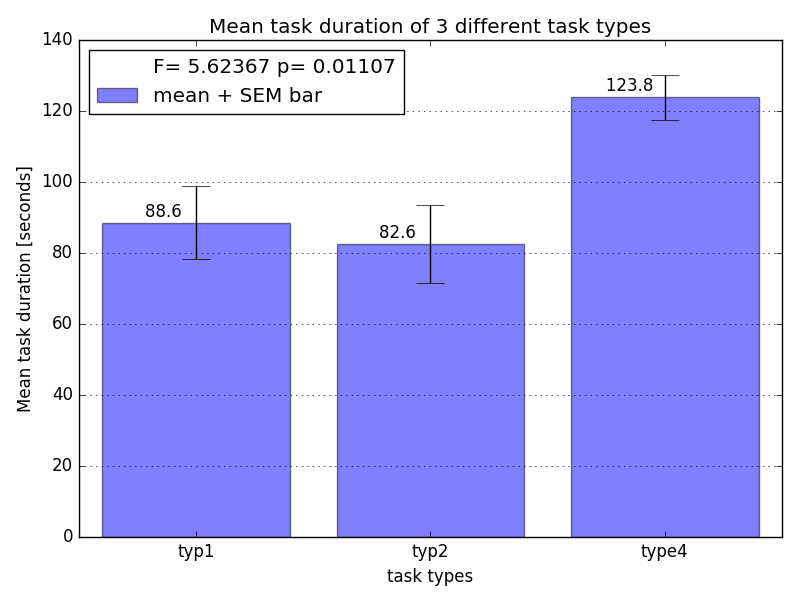 Mean task duration of 3 different task types
F= 5.62367 p= 0.01107
mean + SEM bar
140
120
100
80
60
40
20
0
Mean task duration [seconds]
88.6
82.6
123.8
typ1
typ2
type4
task types